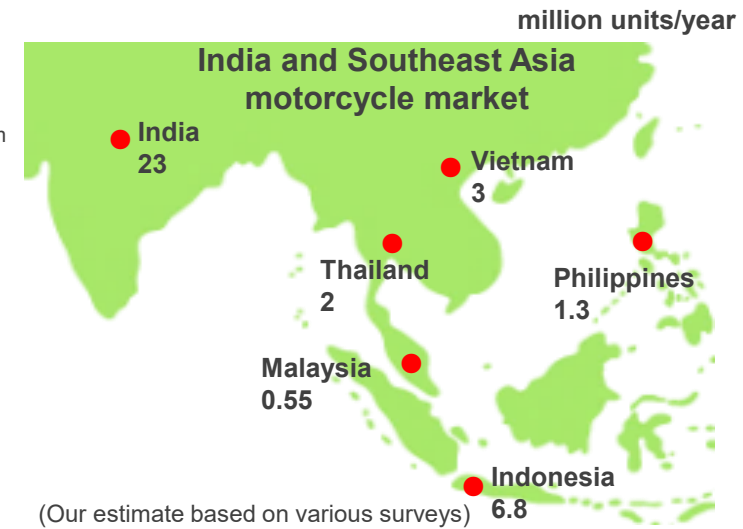 million units/year
India and Southeast Asia
motorcycle market
India
23
Vietnam
3
Thailand
2
Philippines
1.3
Malaysia
0.55
Indonesia
6.8
(Our estimate based on various surveys)